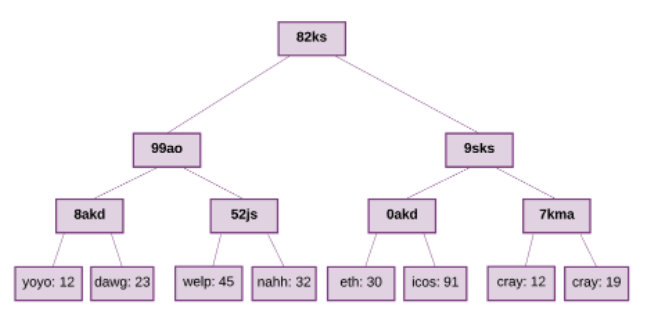 82ks
99ao
9sks
8akd
52js
0akd
7kma
yoyo: 12
dawg: 23
welp: 45
nahh: 32
eth: 30
icos: 91
cray: 12
cray: 19